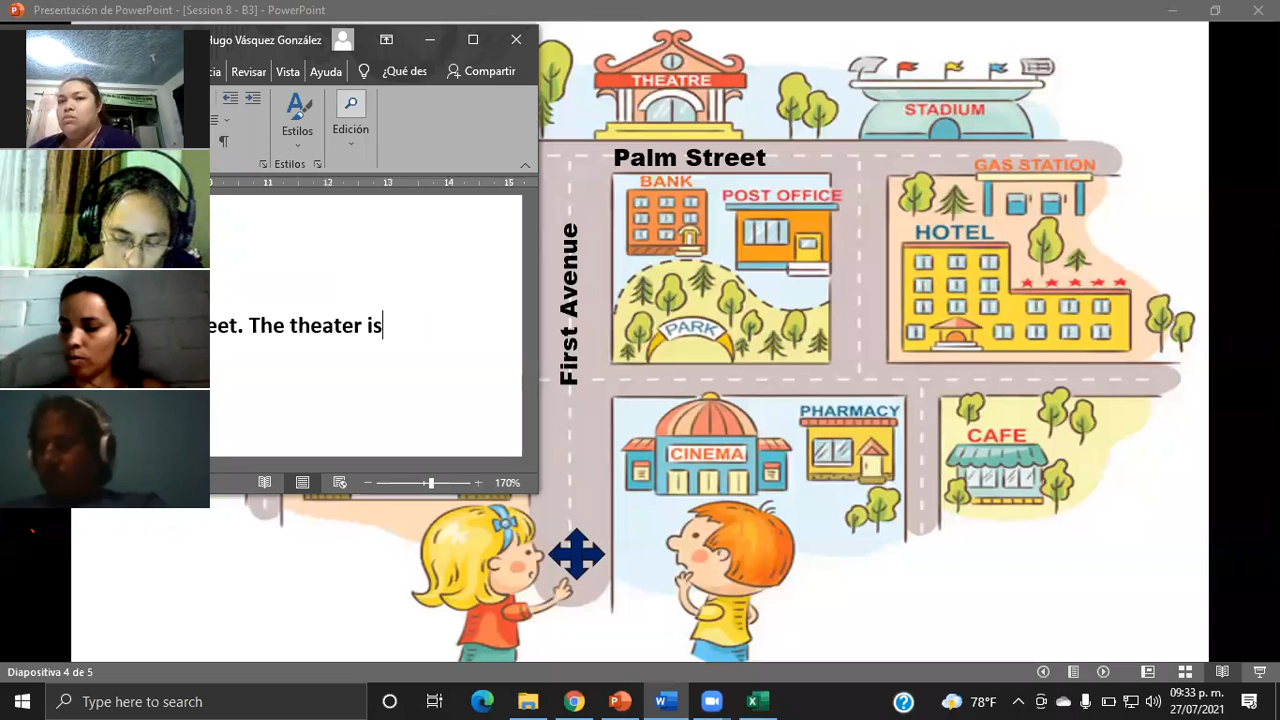 Presentación de PowerPoint - [Session 8 - B3] - PowerPoint
Hugo Vásquez González
cia Revisar Vista Ayuda ¿Qué des Compartir
Estilos
Edición
Estilos
11 12 13 14 15
eet. The theater is
170%
THEATRE
STADIUM
Palm Street
GAS STATION
BANK
POST OFFICE
HOTEL
First Avenue
PARK
PHARMACY
CINEMA
CAFE
Diapositiva 4 de 5
Type here to search
78°F
09:33 p. m.
27/07/2021